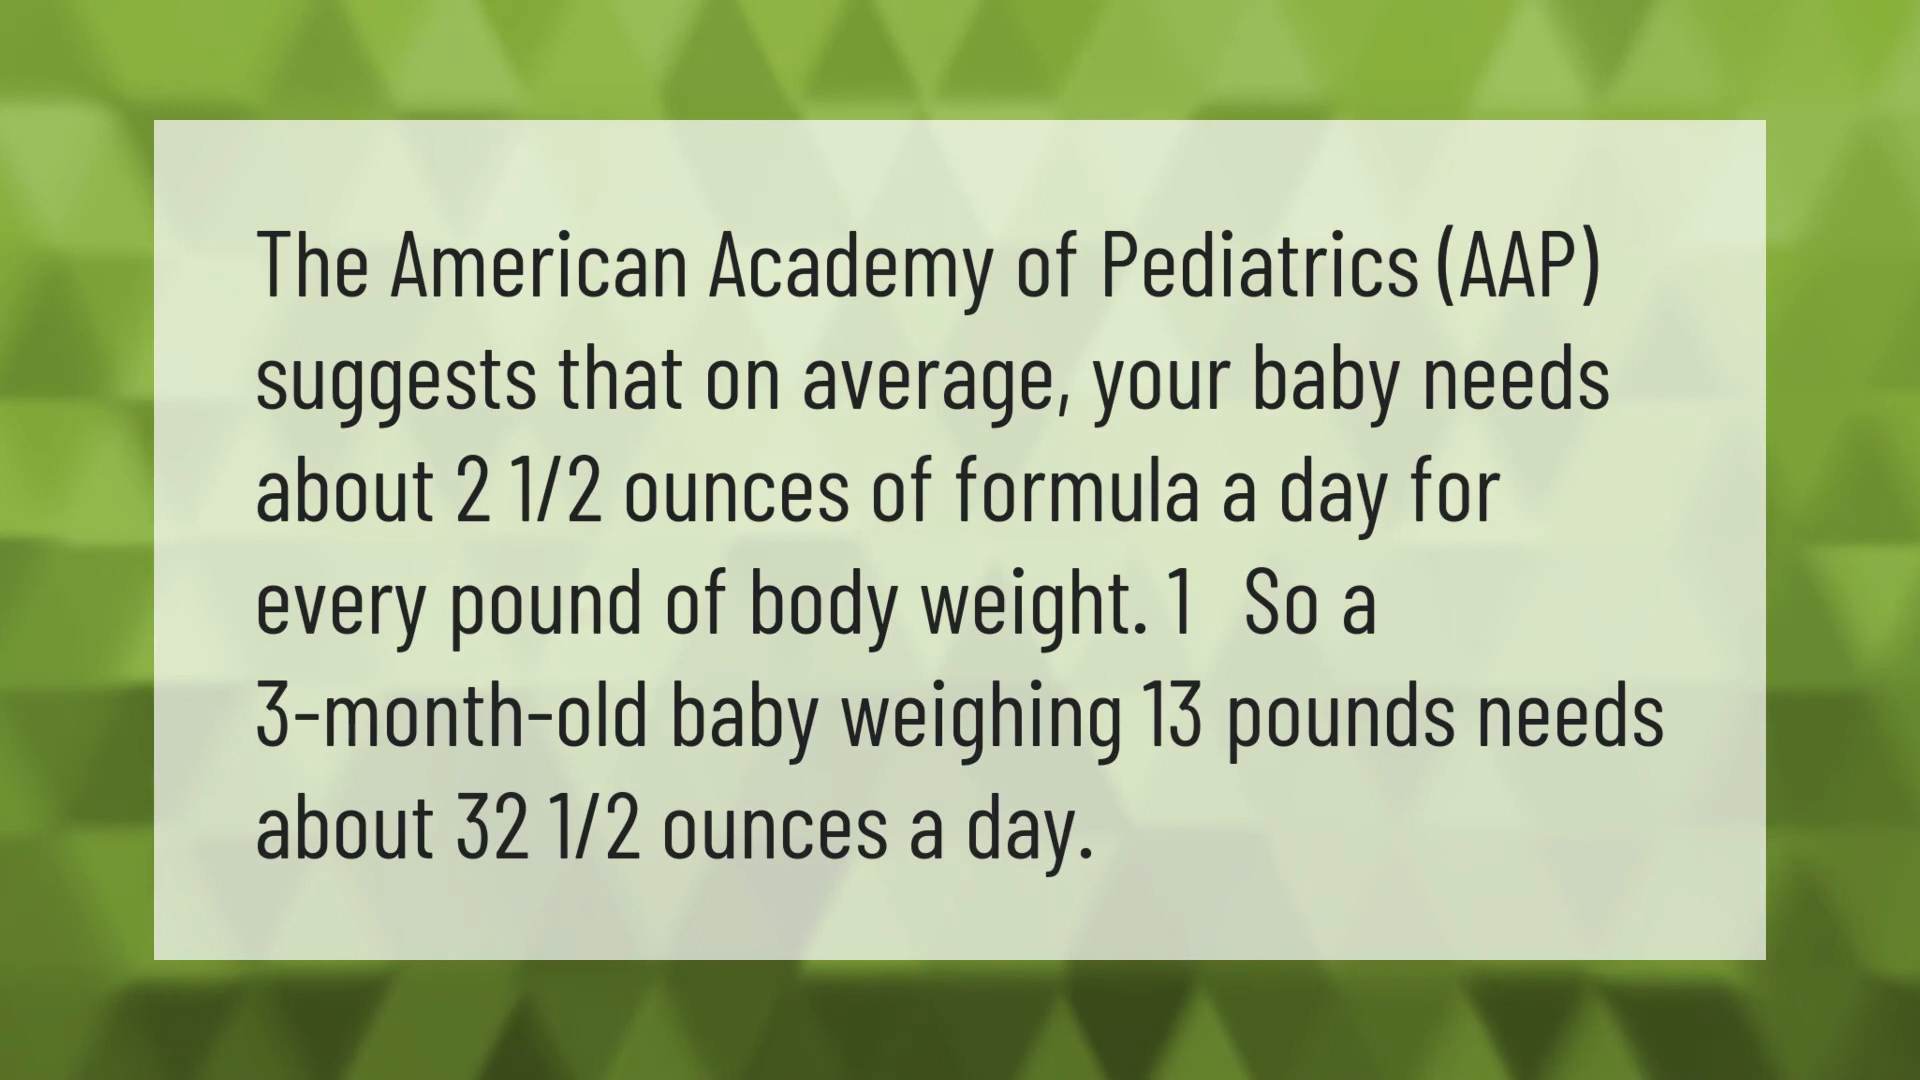 The American Academy of Pediatrics (AAP)
suggests that on average, your baby needs
about 2 1/2 ounces of formula a day for
every pound of body weight. 1   So a
3-month-old baby weighing 13 pounds needs
about 32 1/2 ounces a day.